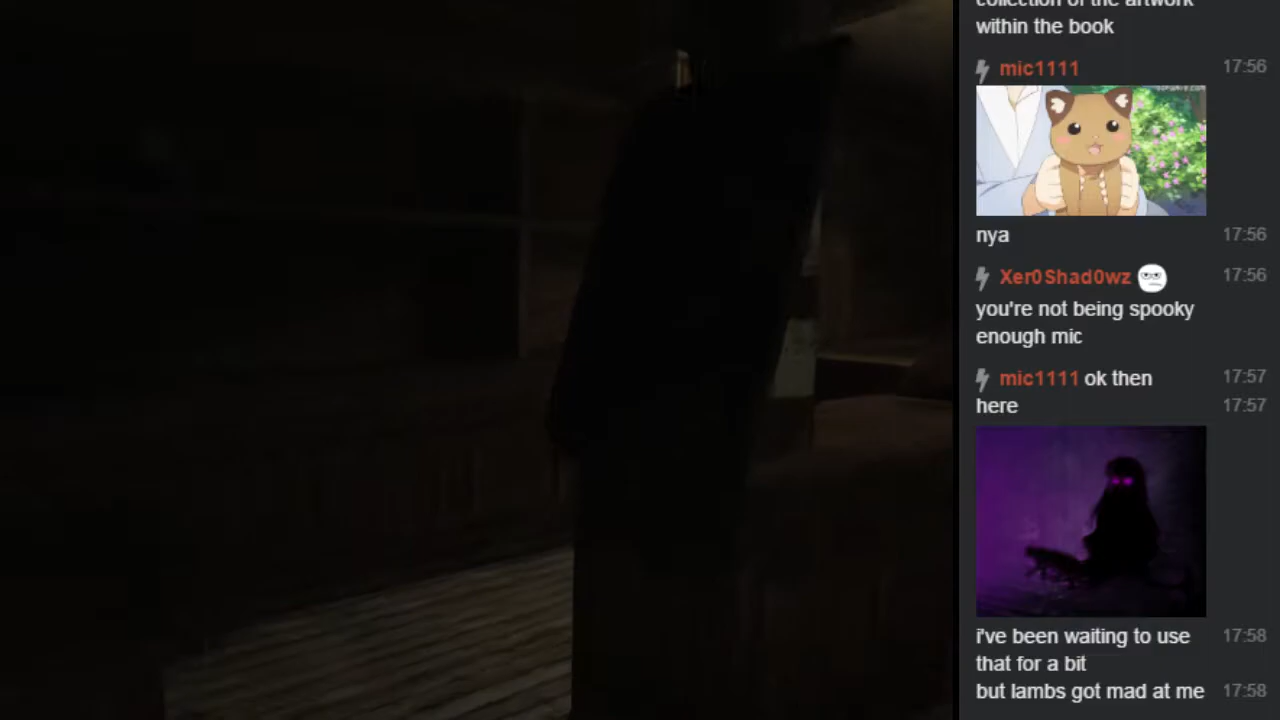 within the book
mic1111 17:56
nya 17:56
Xer0Shad0wz 17:56
you're not being spooky
enough mic
mic1111 ok then 17:57
here 17:57
i've been waiting to use 17:58
that for a bit
but lambs got mad at me 17:58